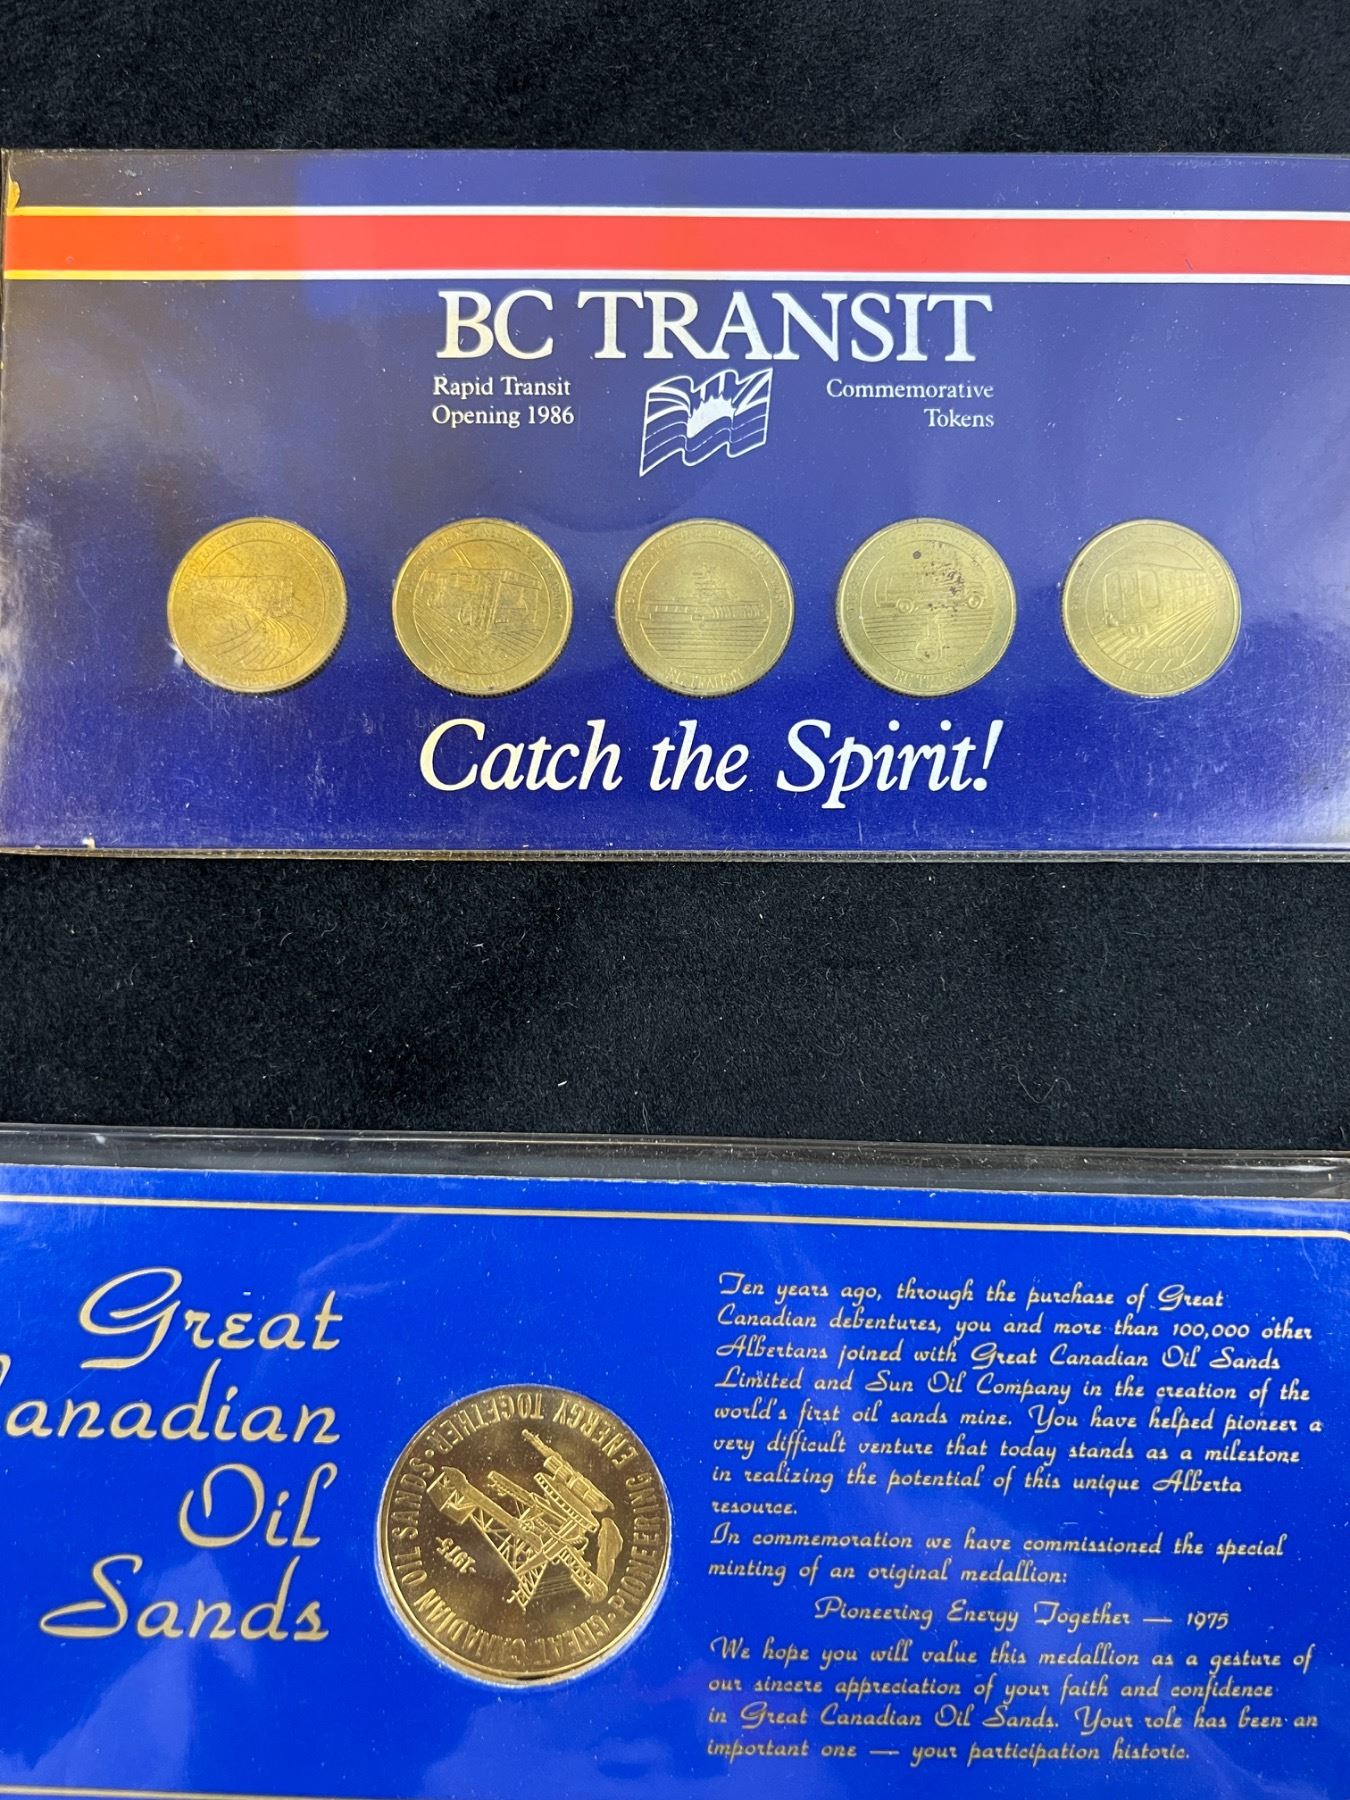 BC TRANSIT
Rapid Transit
Opening 1986
Commemorative
Tokens
BC TRANSIT
BC TRANSIT
Catch the Spirit!
Great
Canadian
Oil
Sands
GREAT CANADIAN OIL SANDS • PIONEERING ENERGY TOGETHER •
1975
Ten years ago, through the purchase of Great
Canadian debentures, you and more than 100,000 other
Albertans joined with Great Canadian Oil Sands
Limited and Sun Oil Company in the creation of the
world's first oil sands mine. You have helped pioneer a
very difficult venture that today stands as a milestone
in realizing the potential of this unique Alberta
resource.
In commemoration we have commissioned the special
minting of an original medallion:
Pioneering Energy Together — 1975
We hope you will value this medallion as a gesture of
our sincere appreciation of your faith and confidence
in Great Canadian Oil Sands. Your role has been an
important one — your participation historic.